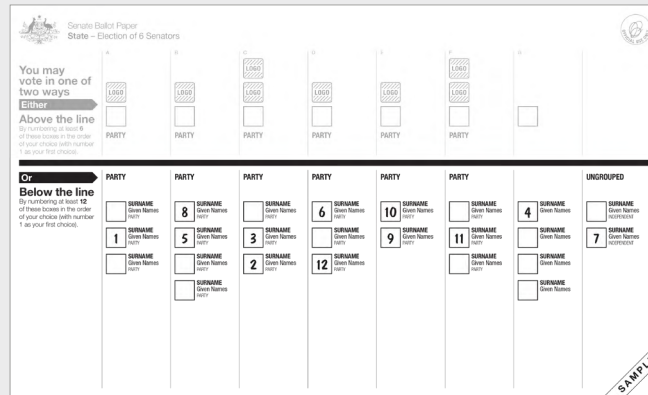 Senate Ballot Paper
State – Election of 6 Senators
A B C D E F G
You may
vote in one of
two ways
Either
Above the line
By numbering at least 6
of these boxes in the order
of your choice (with number
1 as your first choice).
LOGO LOGO
LOGO LOGO LOGO LOGO LOGO LOGO
PARTY PARTY PARTY PARTY PARTY PARTY
Or
Below the line
By numbering at least 12
of these boxes in the order
of your choice (with number
1 as your first choice).
PARTY PARTY PARTY PARTY PARTY PARTY UNGROUPED
SURNAME 8 SURNAME SURNAME 6 SURNAME 10 SURNAME SURNAME 4 SURNAME SURNAME
Given Names Given Names Given Names Given Names Given Names Given Names Given Names Given Names
PARTY PARTY PARTY PARTY PARTY PARTY INDEPENDENT
1 SURNAME 5 SURNAME 3 SURNAME SURNAME 9 SURNAME 11 SURNAME SURNAME 7 SURNAME
Given Names Given Names Given Names Given Names Given Names Given Names Given Names Given Names
PARTY PARTY PARTY PARTY PARTY PARTY INDEPENDENT
SURNAME SURNAME 2 SURNAME 12 SURNAME SURNAME SURNAME
Given Names Given Names Given Names Given Names Given Names Given Names
PARTY PARTY PARTY PARTY PARTY
SURNAME SURNAME
Given Names Given Names
PARTY
SAMPL